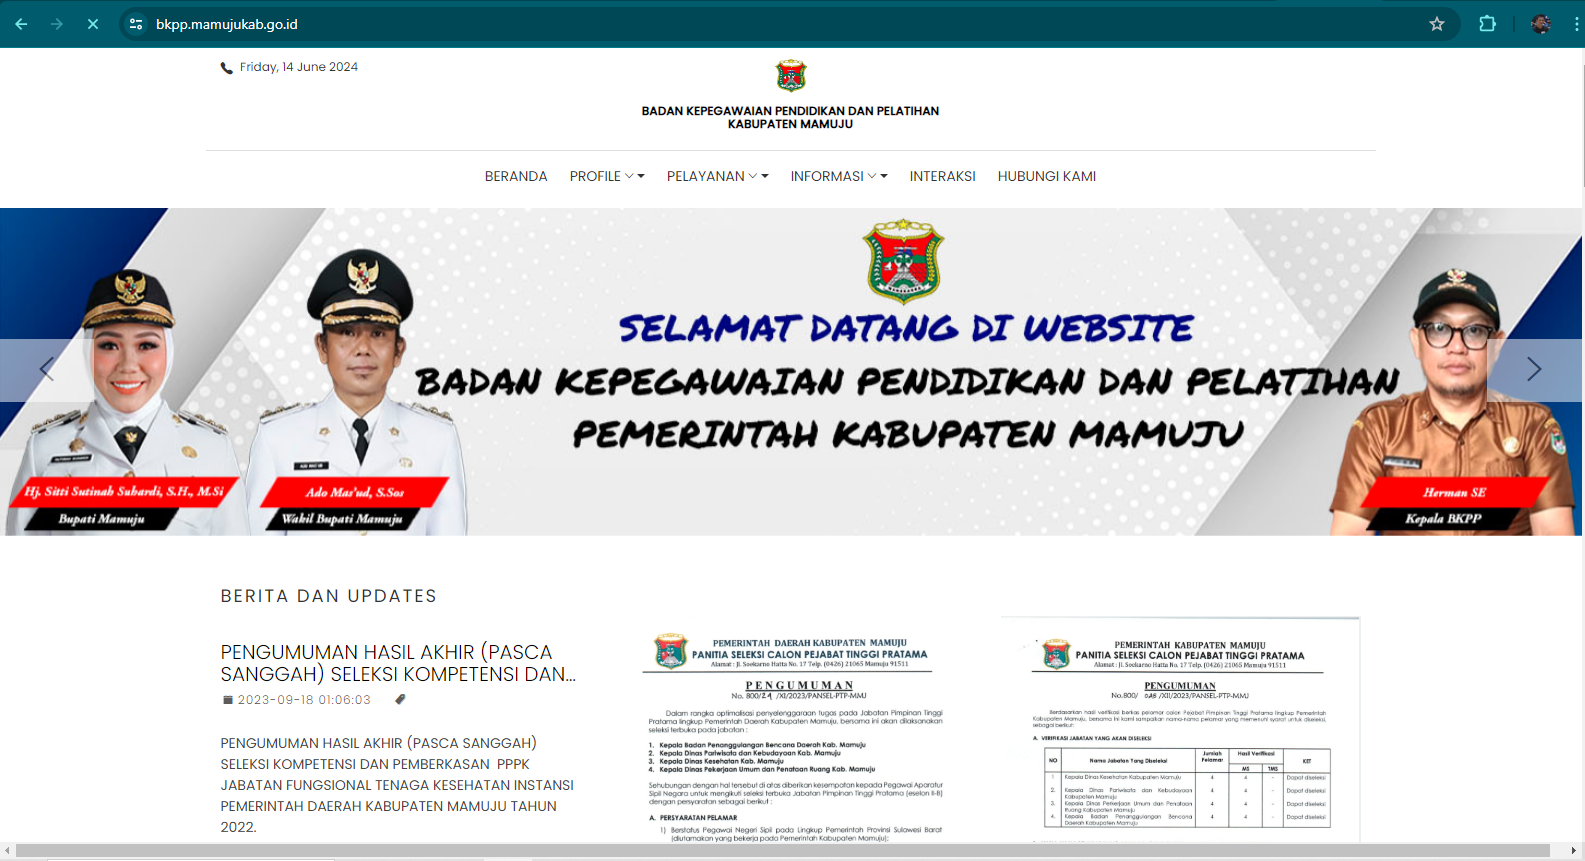 bkpp.mamujukab.go.id
Friday, 14 June 2024
BADAN KEPEGAWAIAN PENDIDIKAN DAN PELATIHAN
KABUPATEN MAMUJU
BERANDA PROFILE PELAYANAN INFORMASI INTERAKSI HUBUNGI KAMI
SELAMAT DATANG DI WEBSITE
BADAN KEPEGAWAIAN PENDIDIKAN DAN PELATIHAN
PEMERINTAH KABUPATEN MAMUJU
Hj. Sitti Sutinah Suhardi, S.H., M.Si
Bupati Mamuju
Ado Mas'ud, S.Sos
Wakil Bupati Mamuju
Herman SE
Kepala BKPP
BERITA DAN UPDATES
PENGUMUMAN HASIL AKHIR (PASCA
SANGGAH) SELEKSI KOMPETENSI DAN...
2023-09-18 01:06:03
PENGUMUMAN HASIL AKHIR (PASCA SANGGAH)
SELEKSI KOMPETENSI DAN PEMBERKASAN PPPK
JABATAN FUNGSIONAL TENAGA KESEHATAN INSTANSI
PEMERINTAH DAERAH KABUPATEN MAMUJU TAHUN
2022.
PEMERINTAH DAERAH KABUPATEN MAMUJU
PANITIA SELEKSI CALON PEJABAT TINGGI PRATAMA
Alamat : Jl. Soekarno Hatta No. 17 Telp. (0426) 21065 Mamuju 91511
PENGUMUMAN
No. 800/29 /XI/2023/PANSEL-PTP-MMJ
Dalam rangka optimalisasi penyelenggaraan tugas pada Jabatan Pimpinan Tinggi
Pratama lingkup Pemerintah Daerah Kabupaten Mamuju, bersama ini akan dilaksanakan
seleksi terbuka pada jabatan :
1. Kepala Badan Penanggulangan Bencana Daerah Kab. Mamuju
2. Kepala Dinas Pariwisata dan Kebudayaan Kab. Mamuju
3. Kepala Dinas Kesehatan Kab. Mamuju
4. Kepala Dinas Pekerjaan Umum dan Penataan Ruang Kab. Mamuju
Sehubungan dengan hal tersebut di atas diberikan kesempatan kepada Pegawai Aparatur
Sipil Negara untuk mengikuti seleksi terbuka Jabatan Pimpinan Tinggi Pratama (eselon II-B)
dengan persyaratan sebagai berikut :
A. PERSYARATAN PELAMAR
1) Berstatus Pegawai Negeri Sipil pada Lingkup Pemerintah Provinsi Sulawesi Barat
(diutamakan yang bekerja pada Pemerintah Kabupaten Mamuju);
PEMERINTAH KABUPATEN MAMUJU
PANITIA SELEKSI CALON PEJABAT TINGGI PRATAMA
Alamat : Jl. Soekarno Hatta No. 17 Telp. (0426) 21065 Mamuju 91511
PENGUMUMAN
No.800/ /XII/2023/PANSEL-PTP-MMJ
Berdasarkan hasil verifikasi berkas pelamar calon Pejabat Pimpinan Tinggi Pratama lingkup Pemerintah
Kabupaten Mamuju, bersama ini kami sampaikan nama-nama pelamar yang memenuhi syarat untuk diseleksi,
sebagai berikut:
A. VERIFIKASI JABATAN YANG AKAN DISELEKSI
NO Nama Jabatan Yang Diseleksi Jumlah Pelamar Hasil Verifikasi KET
MS TMS
1 Kepala Dinas Kesehatan Kabupaten Mamuju 4 4 - Dapat diseleksi
2. Kepala Dinas Pariwisata dan Kebudayaan Kabupaten Mamuju 4 4 - Dapat diseleksi
3. Kepala Dinas Pekerjaan Umum dan Penataan Ruang Kabupaten Mamuju 4 4 - Dapat diseleksi
4. Kepala Badan Penanggulangan Bencana Daerah Kabupaten Mamuju 4 4 - Dapat diseleksi